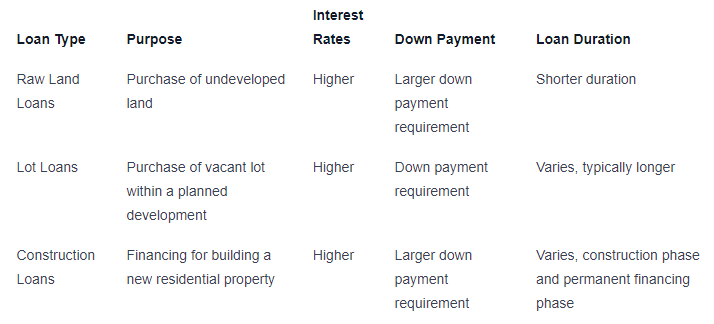 Loan Type Purpose Interest Rates Down Payment Loan Duration
Raw Land Loans Purchase of undeveloped land Higher Larger down payment requirement Shorter duration
Lot Loans Purchase of vacant lot within a planned development Higher Down payment requirement Varies, typically longer
Construction Loans Financing for building a new residential property Higher Larger down payment requirement Varies, construction phase and permanent financing phase